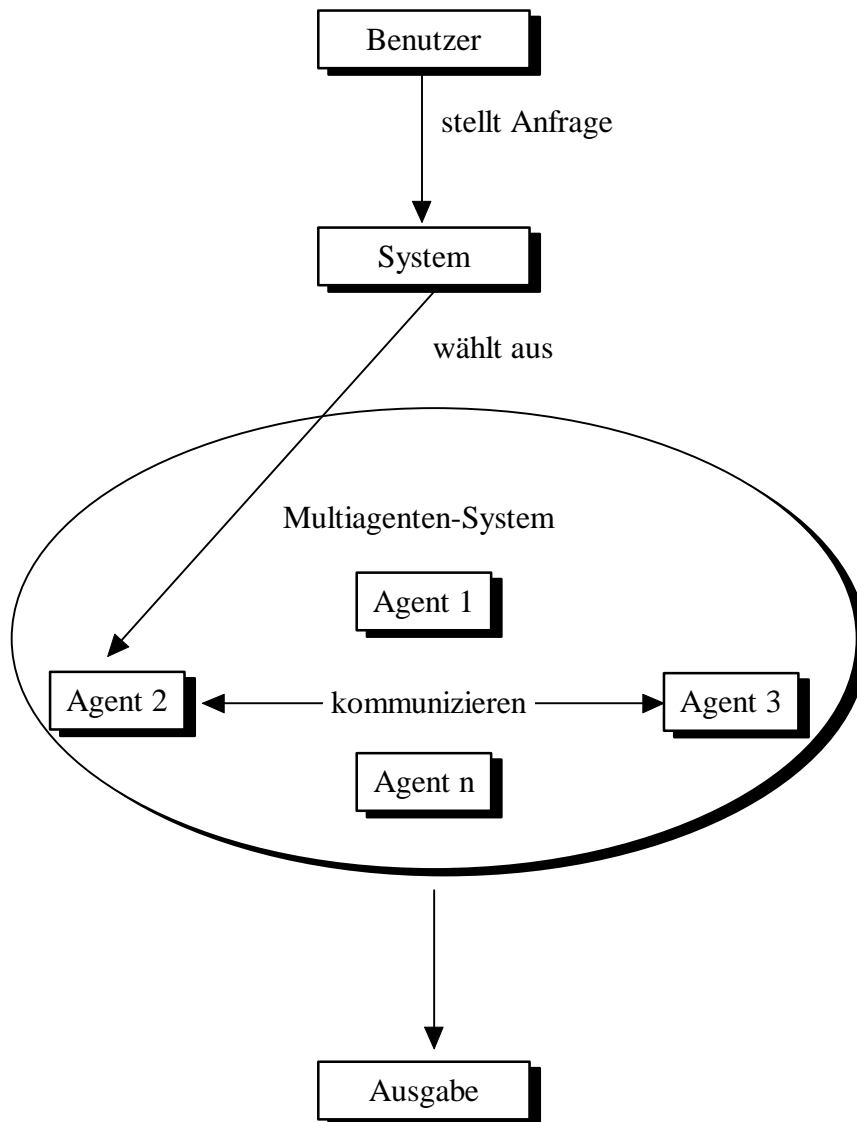 Benutzer
stellt Anfrage
System
wählt aus
Multiagenten-System
Agent 1
Agent 2
kommunizieren
Agent 3
Agent n
Ausgabe